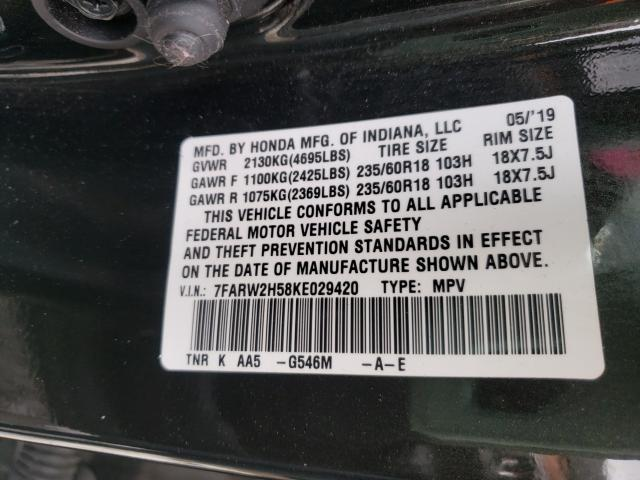 MFD. BY HONDA MFG. OF INDIANA, LLC 05/'19
GVWR 2130KG(4695LBS) TIRE SIZE RIM SIZE
GAWR F 1100KG(2425LBS) 235/60R18 103H 18X7.5J
GAWR R 1075KG(2369LBS) 235/60R18 103H 18X7.5J
THIS VEHICLE CONFORMS TO ALL APPLICABLE
FEDERAL MOTOR VEHICLE SAFETY
AND THEFT PREVENTION STANDARDS IN EFFECT
ON THE DATE OF MANUFACTURE SHOWN ABOVE.
V.I.N.: 7FARW2H58KE029420 TYPE: MPV
TNR K AA5 -G546M -A-E